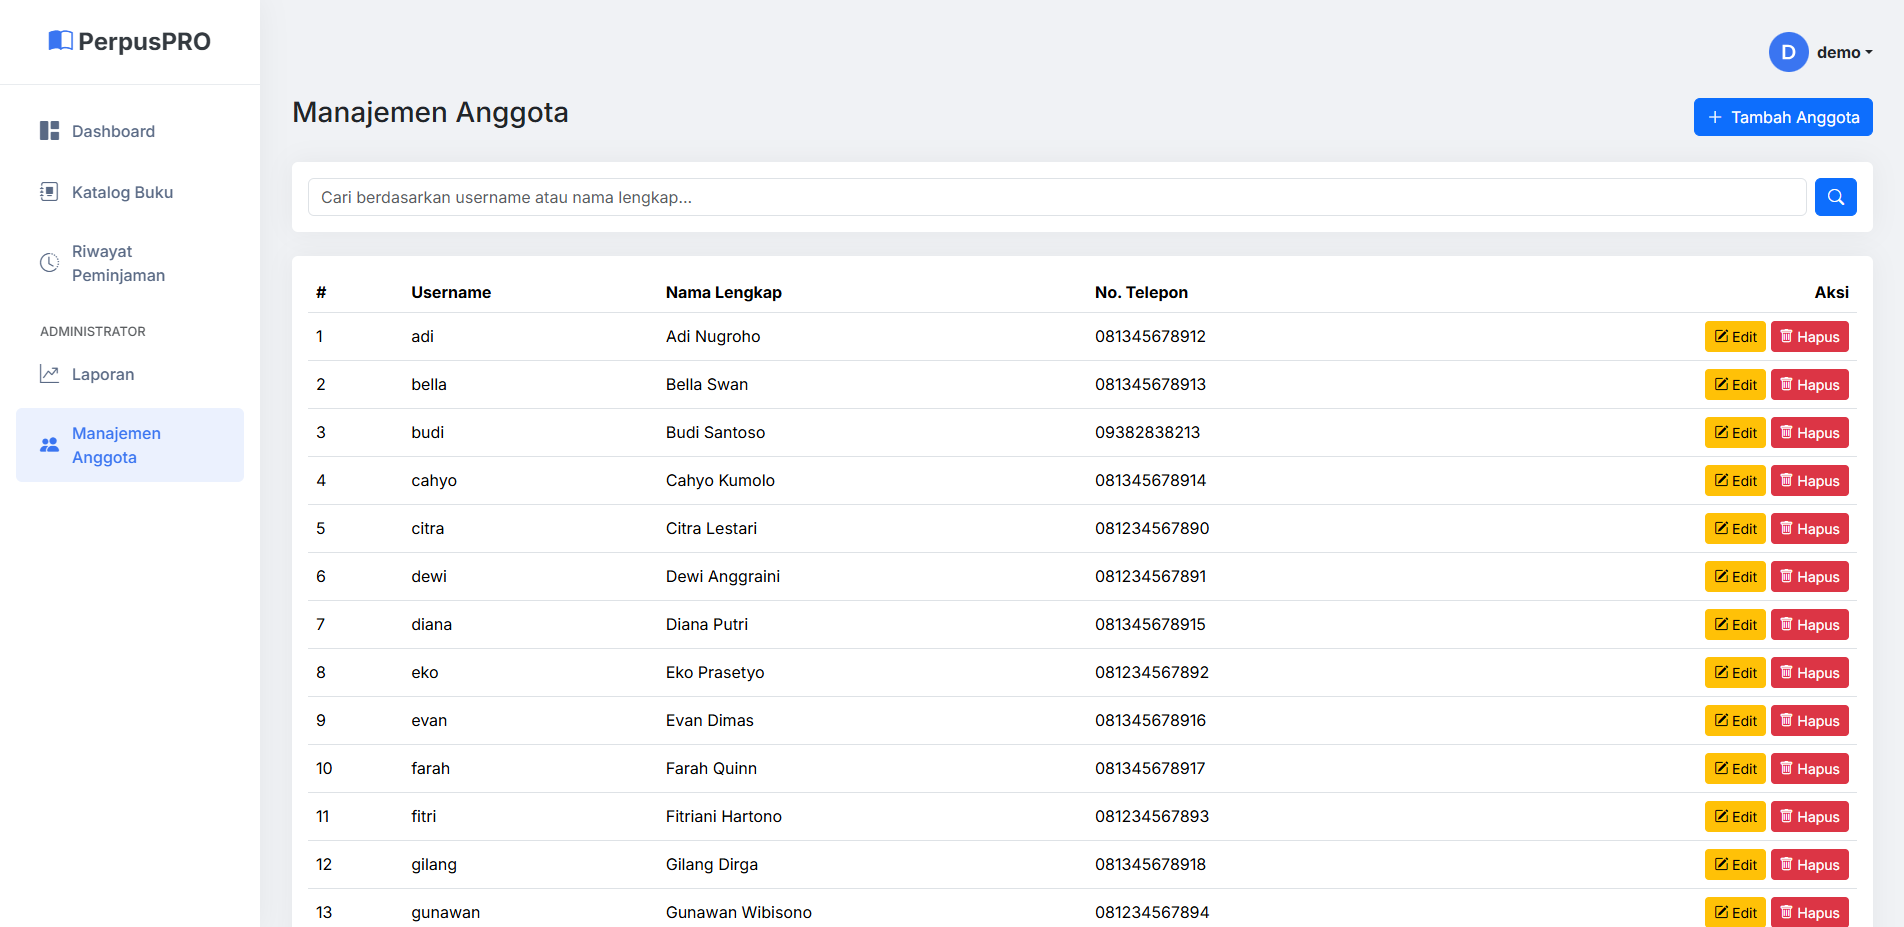 PerpusPRO
D demo
Dashboard
Katalog Buku
Riwayat
Peminjaman
ADMINISTRATOR
Laporan
Manajemen
Anggota
Manajemen Anggota
+ Tambah Anggota
Cari berdasarkan username atau nama lengkap...
# Username Nama Lengkap No. Telepon Aksi
1 adi Adi Nugroho 081345678912 Edit Hapus
2 bella Bella Swan 081345678913 Edit Hapus
3 budi Budi Santoso 09382838213 Edit Hapus
4 cahyo Cahyo Kumolo 081345678914 Edit Hapus
5 citra Citra Lestari 081234567890 Edit Hapus
6 dewi Dewi Anggraini 081234567891 Edit Hapus
7 diana Diana Putri 081345678915 Edit Hapus
8 eko Eko Prasetyo 081234567892 Edit Hapus
9 evan Evan Dimas 081345678916 Edit Hapus
10 farah Farah Quinn 081345678917 Edit Hapus
11 fitri Fitriani Hartono 081234567893 Edit Hapus
12 gilang Gilang Dirga 081345678918 Edit Hapus
13 gunawan Gunawan Wibisono 081234567894 Edit Hapus